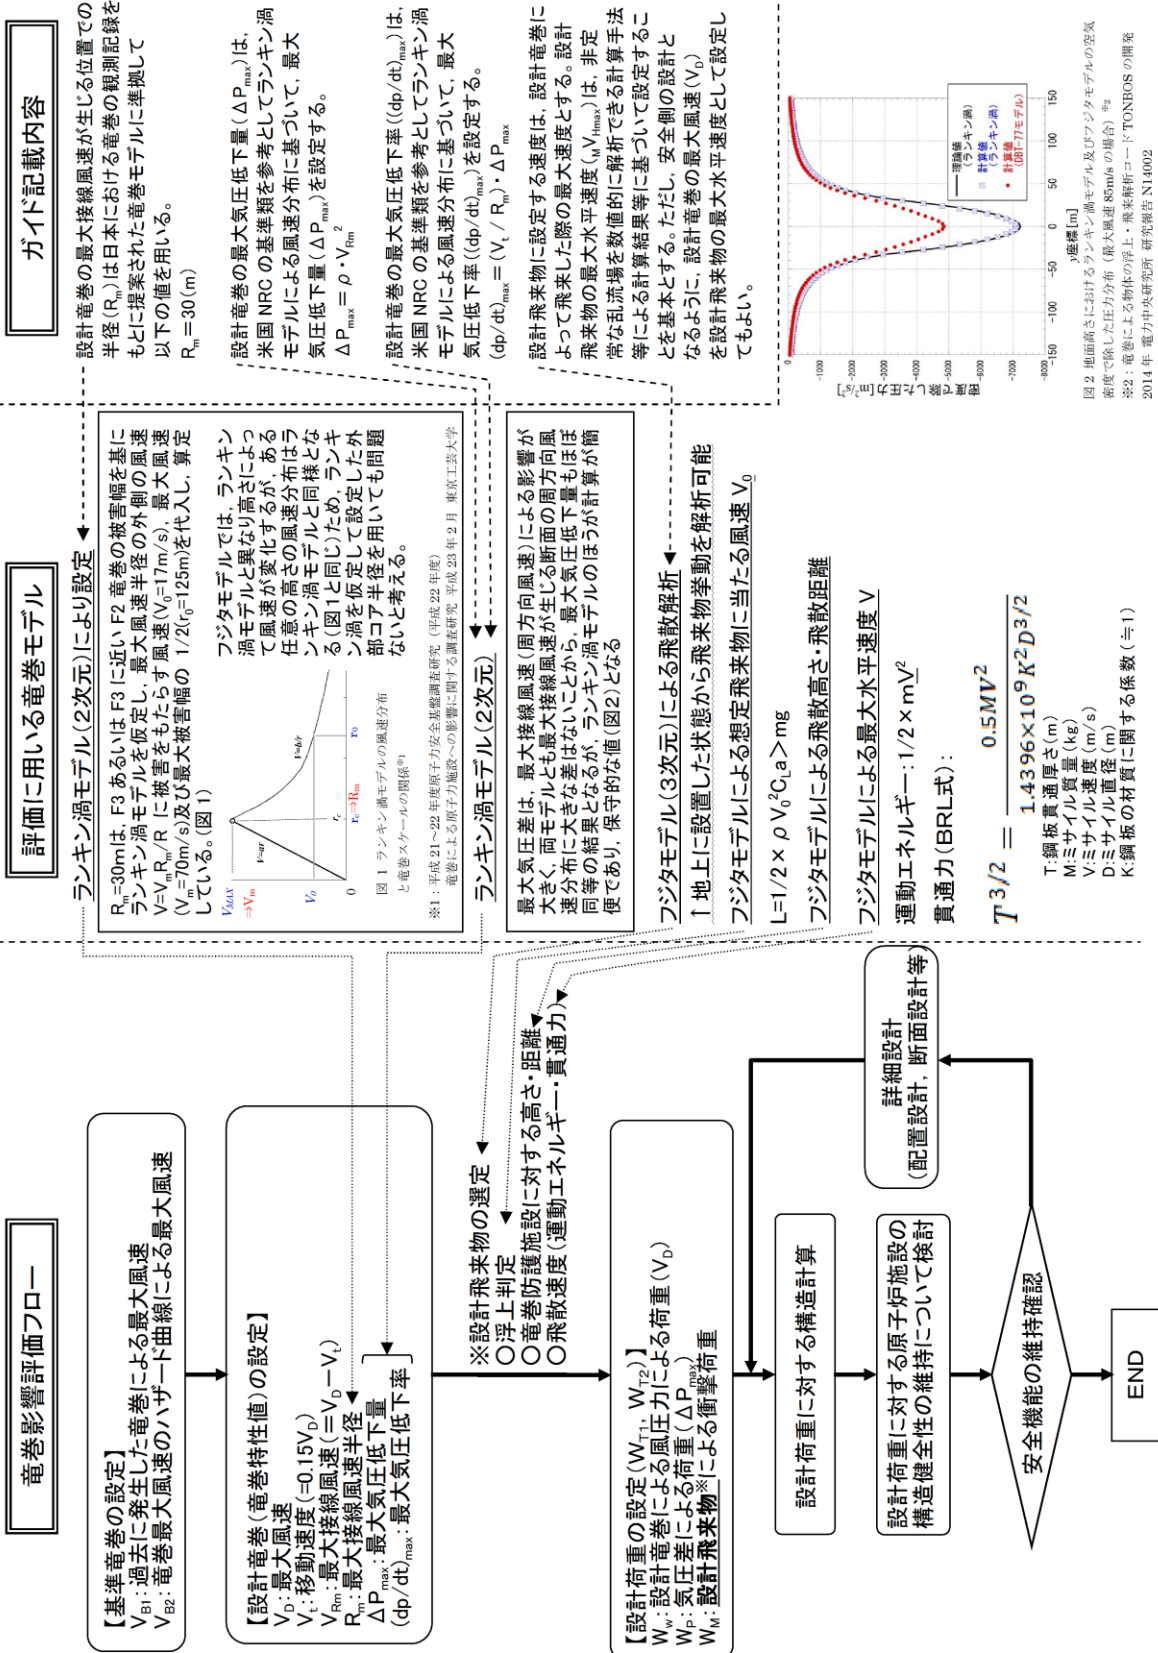 竜巻影響評価フロー
【基準竜巻の設定】
V_B1:過去に発生した竜巻による最大風速
V_B2:竜巻最大風速のハザード曲線による最大風速
【設計竜巻(竜巻特性値)の設定】
V_D:最大風速
V_t:移動速度(=0.15V_D)
V_Rm:最大接線風速(=V_D－V_t)
R_m:最大接線風速半径
ΔP_max:最大気圧低下量
(dp/dt)_max:最大気圧低下率
※設計飛来物の選定
○浮上判定
○竜巻防護施設に対する高さ・距離
○飛散速度(運動エネルギー・貫通力)
【設計荷重の設定(W_T1, W_T2)】
W_w:設計竜巻による風圧力による荷重(V_D)
W_P:気圧差による荷重(ΔP_max)
W_M:設計飛来物※による衝撃荷重
設計荷重に対する構造計算
設計荷重に対する原子炉施設の
構造健全性の維持について検討
安全機能の維持確認
END
詳細設計
(配置設計，断面設計等)
評価に用いる竜巻モデル
ランキン渦モデル(2次元)により設定
R_m=30mは，F3 あるいは F3 に近い F2 竜巻の被害幅を基に
ランキン渦モデルを仮定し，最大風速半径の外側の風速
V=V_mR_m/R に被害をもたらす風速(V_0=17m/s)，最大風速
(V_m=70m/s)及び最大被害幅の 1/2(r_0=125m)を代入し，算定
している。(図1)
V_MAX
⇒V_m
V_0
0
V=ar
V=b/r
r_c
r_c⇒R_m
r_0
図 1 ランキン渦モデルの風速分布
と竜巻スケールの関係※1
フジタモデルでは，ランキン
渦モデルと異なり高さによっ
て風速が変化するが，ある
任意の高さの風速分布はラ
ンキン渦モデルと同様とな
る(図1と同じ)ため，ランキ
ン渦を仮定して設定した外
部コア半径を用いても問題
ないと考える。
※1：平成 21～22 年度原子力安全基盤調査研究（平成 22 年度）
竜巻による原子力施設への影響に関する調査研究 平成 23 年 2 月 東京工芸大学
ランキン渦モデル(2次元)
最大気圧差は，最大接線風速(周方向風速)による影響が
大きく，両モデルとも最大接線風速が生じる断面の周方向風
速分布に大きな差はないことから，最大気圧低下量もほぼ
同等の結果となるが，ランキン渦モデルのほうが計算が簡
便であり，保守的な値(図2)となる
フジタモデル(3次元)による飛散解析
↑地上に設置した状態から飛来物挙動を解析可能
フジタモデルによる想定飛来物に当たる風速 V_0
L=1/2×ρV_0²C_La＞mg
フジタモデルによる飛散高さ・飛散距離
フジタモデルによる最大水平速度 V
運動エネルギー:1/2×mV²
貫通力(BRL式):
T^3/2 = 0.5MV² / 1.4396×10⁹K²D^3/2
T:鋼板貫通厚さ(m)
M:ミサイル質量(kg)
V:ミサイル速度(m/s)
D:ミサイル直径(m)
K:鋼板の材質に関する係数(≒1)
ガイド記載内容
設計竜巻の最大接線風速が生じる位置での
半径(R_m)は日本における竜巻の観測記録を
もとに提案された竜巻モデルに準拠して
以下の値を用いる。
R_m=30(m)
設計竜巻の最大気圧低下量(ΔP_max)は，
米国 NRC の基準類を参考としてランキン渦
モデルによる風速分布に基づいて，最大
気圧低下量(ΔP_max)を設定する。
ΔP_max=ρ・V_Rm²
設計竜巻の最大気圧低下率((dp/dt)_max)は，
米国 NRC の基準類を参考としてランキン渦
モデルによる風速分布に基づいて，最大
気圧低下率((dp/dt)_max)を設定する。
(dp/dt)_max=(V_t / R_m)・ΔP_max
設計飛来物に設定する速度は，設計竜巻に
よって飛来した際の最大速度とする。設計
飛来物の最大水平速度(_MV_Hmax)は，非定
常な乱流場を数値的に解析できる計算手法
等による計算結果等に基づいて設定するこ
とを基本とする。ただし，安全側の設計と
なるように，設計竜巻の最大風速(V_D)
を設計飛来物の最大水平速度として設定し
てもよい。
密度で除した圧力[m²/s²]
0
-1000
-2000
-3000
-4000
-5000
-6000
-7000
-8000
-150
-100
-50
0
50
100
150
y座標[m]
理論値
(ランキン渦)
計算値
(ランキン渦)
計算値
(DBT-77モデル)
図 2 地面高さにおけるランキン渦モデル及びフジタモデルの空気
密度で除した圧力分布（最大風速 85m/s の場合）※2
※2：竜巻による物体の浮上・飛来解析コード TONBOS の開発
2014 年 電力中央研究所 研究報告 N14002